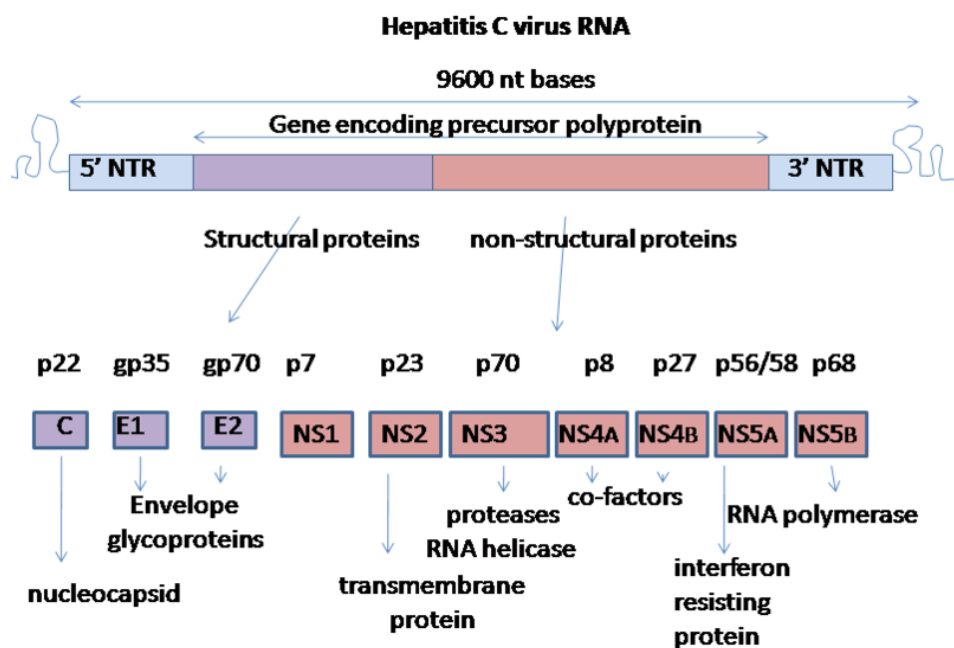 Hepatitis C virus RNA
9600 nt bases
Gene encoding precursor polyprotein
5’ NTR
3’ NTR
Structural proteins
non-structural proteins
p22 gp35 gp70 p7 p23 p70 p8 p27 p56/58 p68
C E1 E2 NS1 NS2 NS3 NS4A NS4B NS5A NS5B
Envelope
glycoproteins
nucleocapsid
transmembrane
protein
proteases
RNA helicase
co-factors
interferon
resisting
protein
RNA polymerase